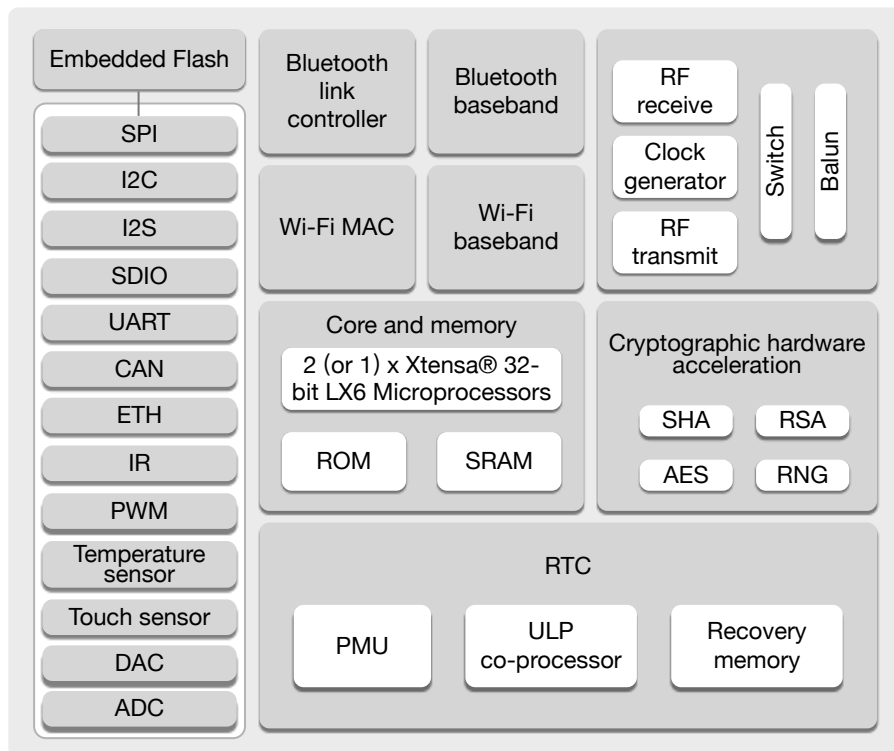 Embedded Flash
SPI
I2C
I2S
SDIO
UART
CAN
ETH
IR
PWM
Temperature
sensor
Touch sensor
DAC
ADC
Bluetooth
link
controller
Bluetooth
baseband
Wi-Fi MAC
Wi-Fi
baseband
RF
receive
Clock
generator
RF
transmit
Switch
Balun
Core and memory
2 (or 1) x Xtensa® 32-
bit LX6 Microprocessors
ROM
SRAM
Cryptographic hardware
acceleration
SHA
RSA
AES
RNG
RTC
PMU
ULP
co-processor
Recovery
memory